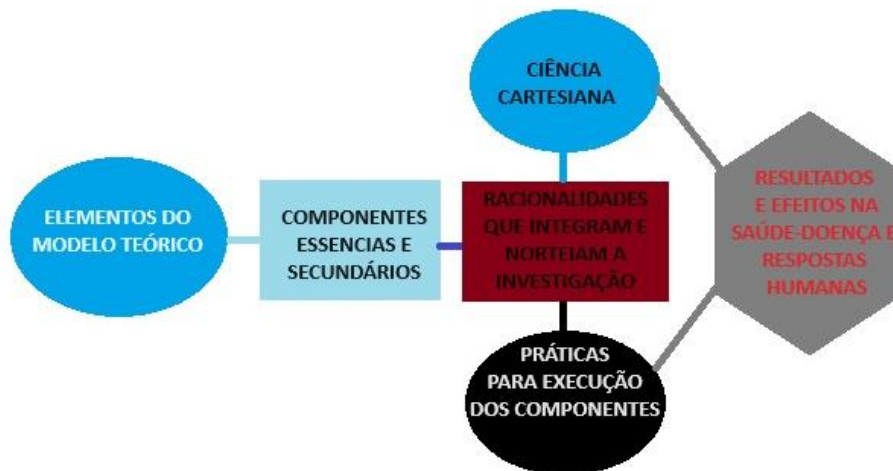 ELEMENTOS DO
MODELO TEÓRICO
COMPONENTES
ESSENCIAS E
SECUNDÁRIOS
CIÊNCIA
CARTESIANA
RACIONALIDADES
QUE INTEGRAM E
NORTEIAM A
INVESTIGAÇÃO
PRÁTICAS
PARA EXECUÇÃO
DOS COMPONENTES
RESULTADOS
E EFEITOS NA
SAÚDE-DOENÇA E
RESPOSTAS
HUMANAS